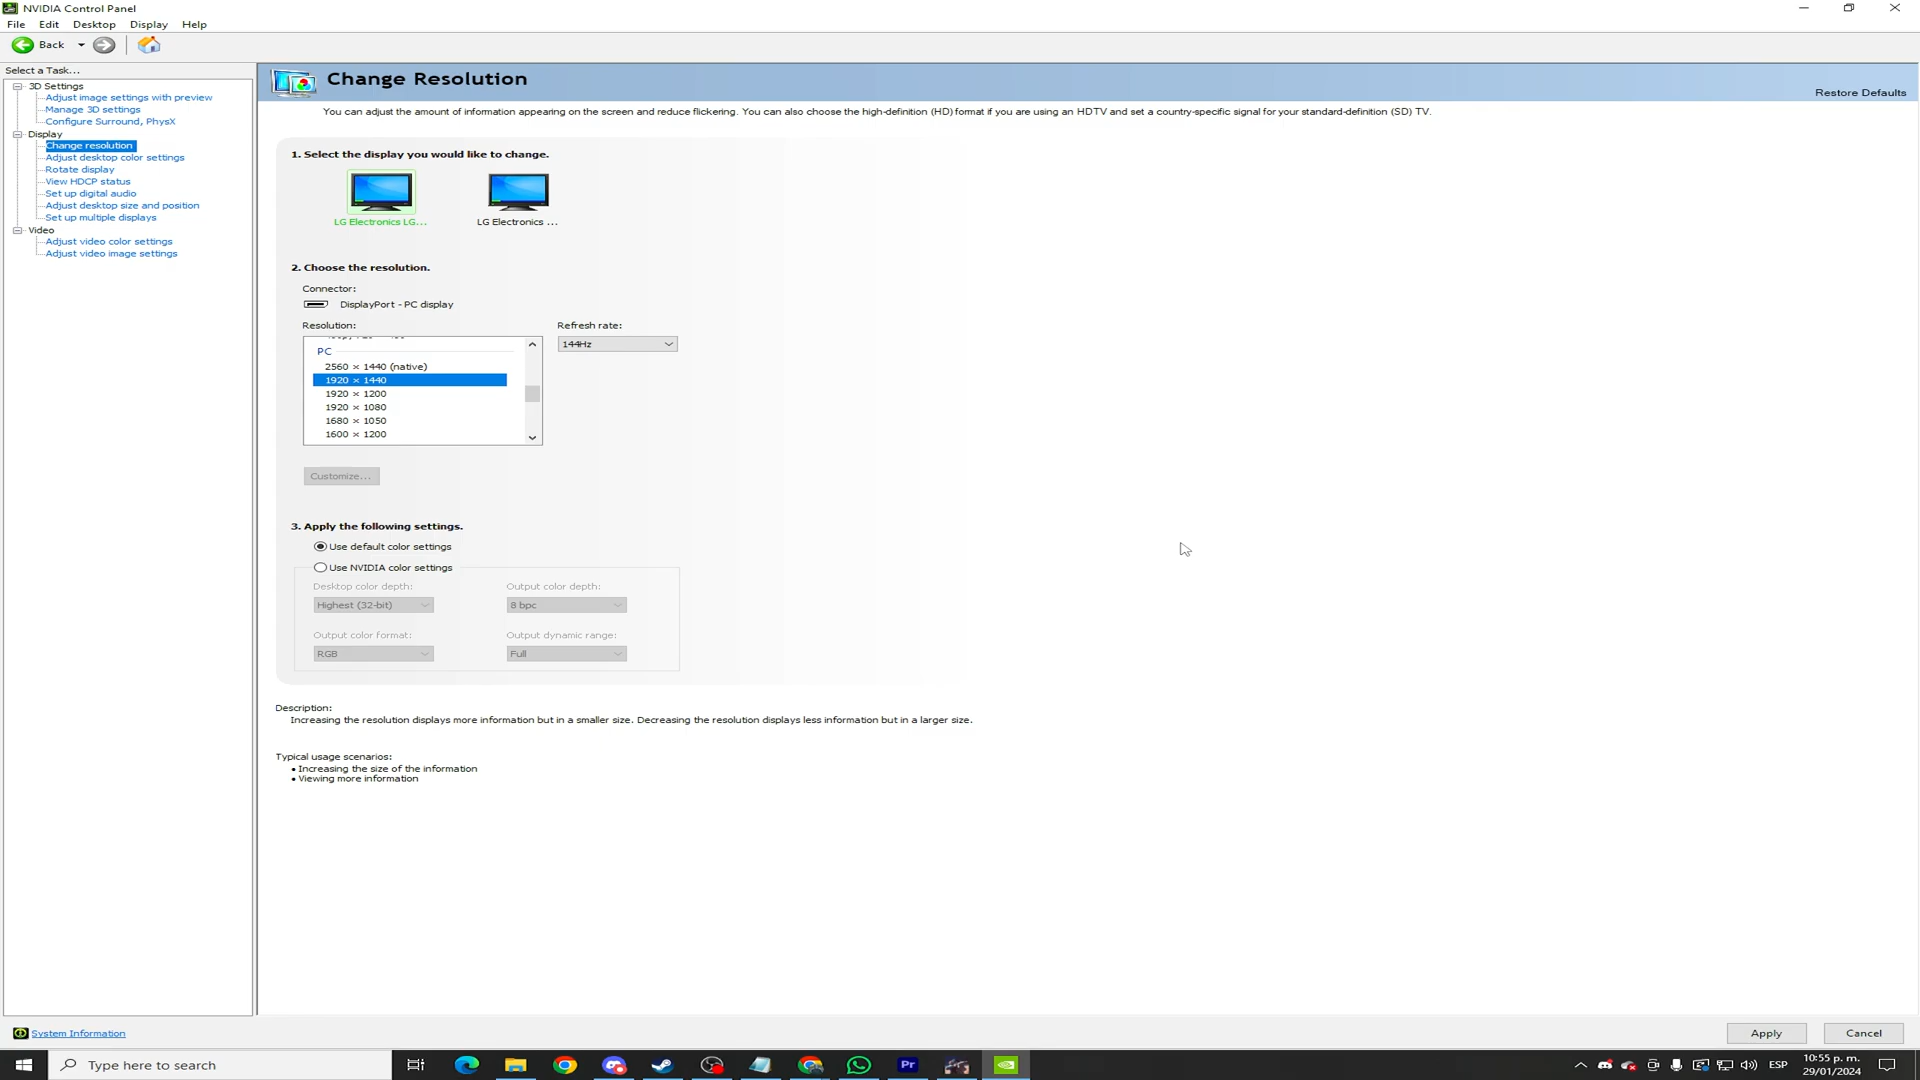 NVIDIA Control Panel
File Edit Desktop Display Help
Back
Select a Task...
3D Settings
Adjust image settings with preview
Manage 3D settings
Configure Surround, PhysX
Display
Change resolution
Adjust desktop color settings
Rotate display
View HDCP status
Set up digital audio
Adjust desktop size and position
Set up multiple displays
Video
Adjust video color settings
Adjust video image settings
Change Resolution
Restore Defaults
You can adjust the amount of information appearing on the screen and reduce flickering. You can also choose the high-definition (HD) format if you are using an HDTV and set a country-specific signal for your standard-definition (SD) TV.
1. Select the display you would like to change.
LG Electronics LG...
LG Electronics ...
2. Choose the resolution.
Connector:
DisplayPort - PC display
Resolution:
Refresh rate:
144Hz
PC
2560 × 1440 (native)
1920 × 1440
1920 × 1200
1920 × 1080
1680 × 1050
1600 × 1200
Customize...
3. Apply the following settings.
Use default color settings
Use NVIDIA color settings
Desktop color depth:
Output color depth:
Highest (32-bit)
8 bpc
Output color format:
Output dynamic range:
RGB
Full
Description:
Increasing the resolution displays more information but in a smaller size. Decreasing the resolution displays less information but in a larger size.
Typical usage scenarios:
• Increasing the size of the information
• Viewing more information
System Information
Apply
Cancel
Type here to search
Pr
ESP
10:55 p. m.
29/01/2024